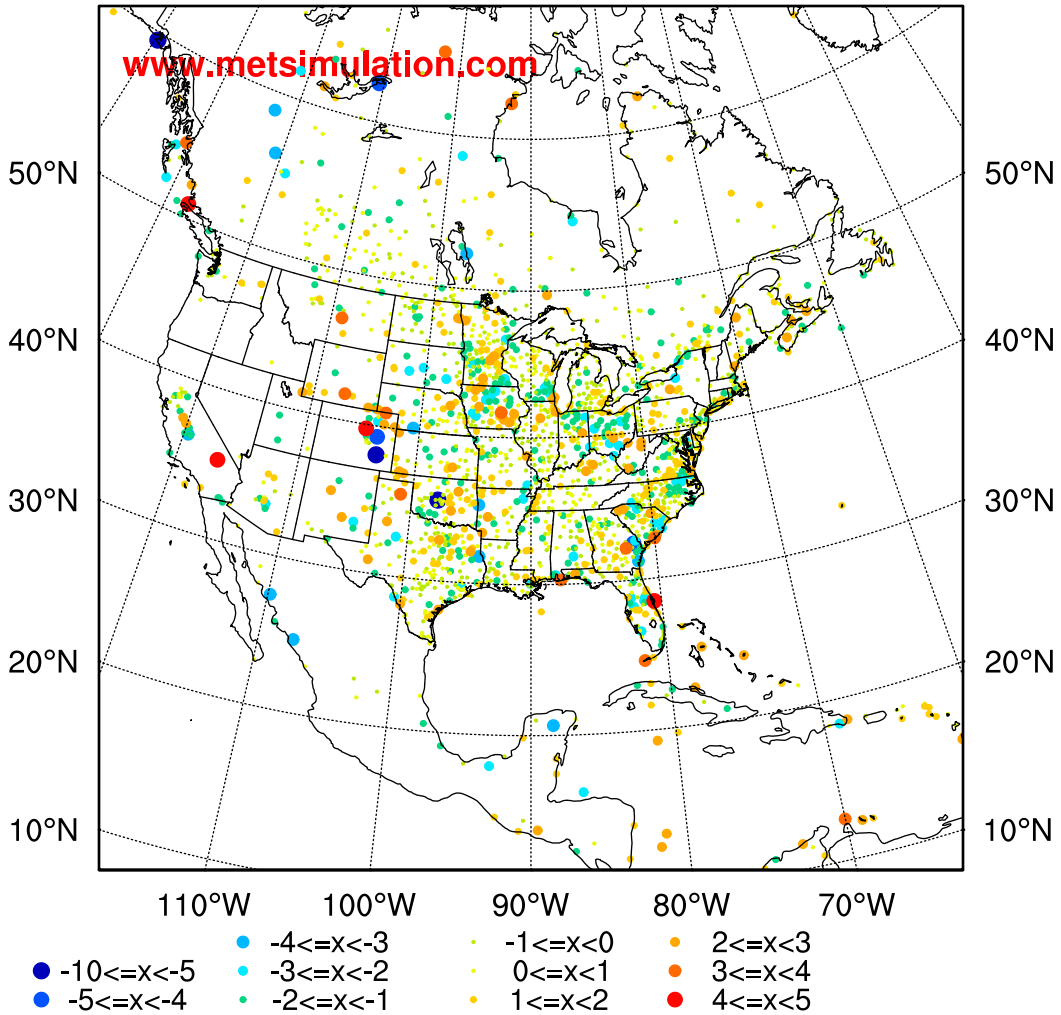 www.metsimulation.com
50°N 50°N
40°N 40°N
30°N 30°N
20°N 20°N
10°N 10°N
110°W 100°W 90°W 80°W 70°W
-4<=x<-3 -1<=x<0 2<=x<3
-10<=x<-5 -3<=x<-2 0<=x<1 3<=x<4
-5<=x<-4 -2<=x<-1 1<=x<2 4<=x<5